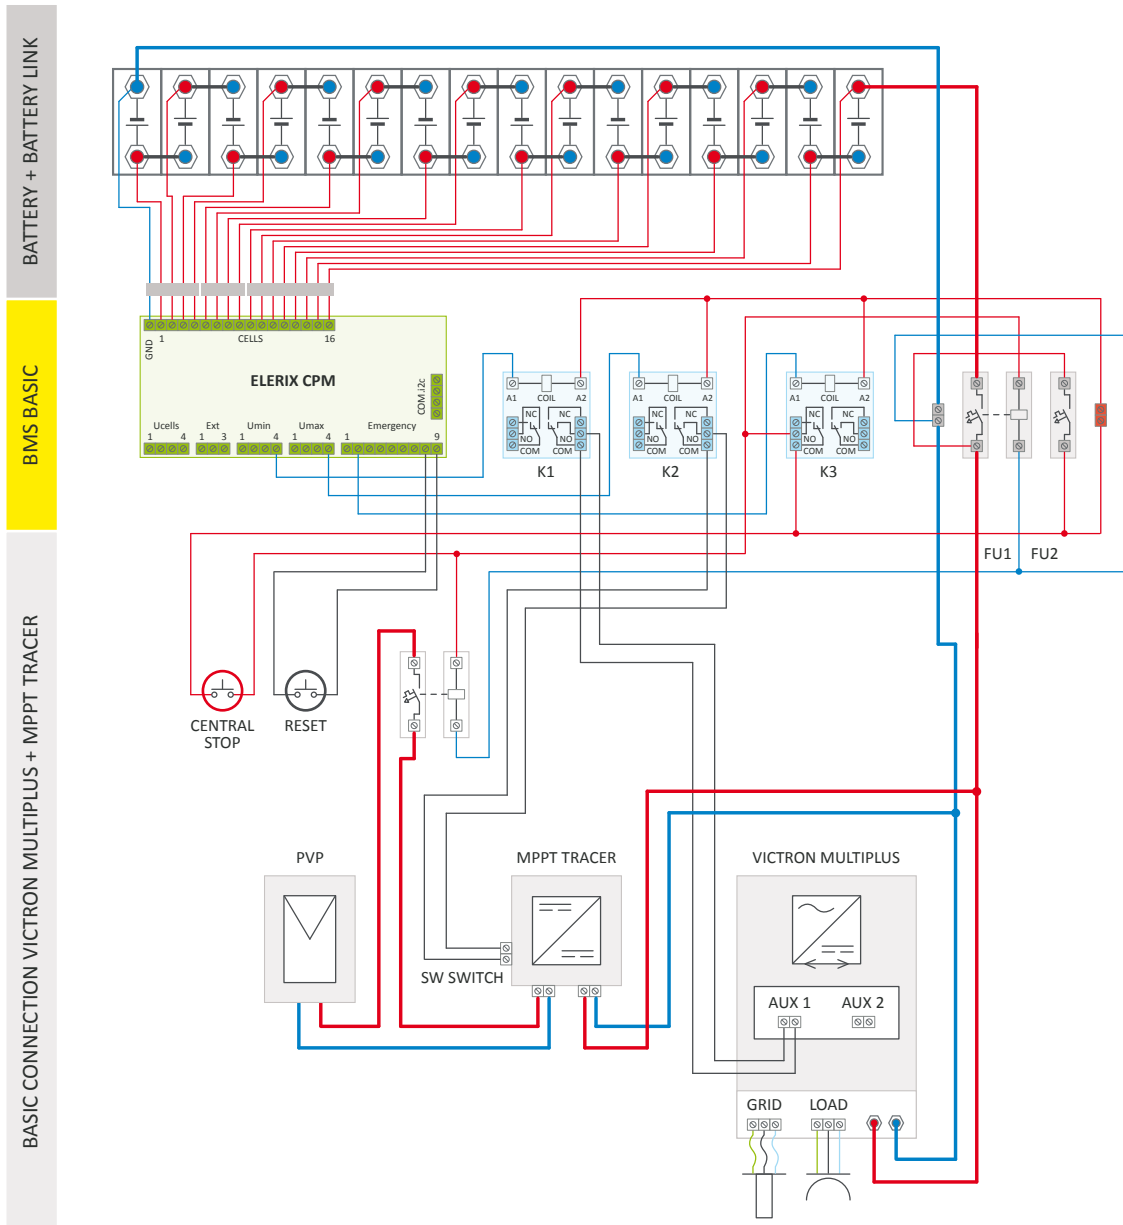 BATTERY + BATTERY LINK
BMS BASIC
BASIC CONNECTION VICTRON MULTIPLUS + MPPT TRACER
GND
1
CELLS
16
ELERIX CPM
COM.i2c
Ucells
Ext
Umin
Umax
Emergency
1
4
1
3
1
4
1
4
1
9
A1
COIL
A2
NC
NC
NO
NO
COM
COM
K1
A1
COIL
A2
NC
NC
NO
NO
COM
COM
K2
A1
COIL
A2
NC
NC
NO
NO
COM
COM
K3
FU1
FU2
CENTRAL
STOP
RESET
PVP
MPPT TRACER
VICTRON MULTIPLUS
SW SWITCH
AUX 1
AUX 2
GRID
LOAD